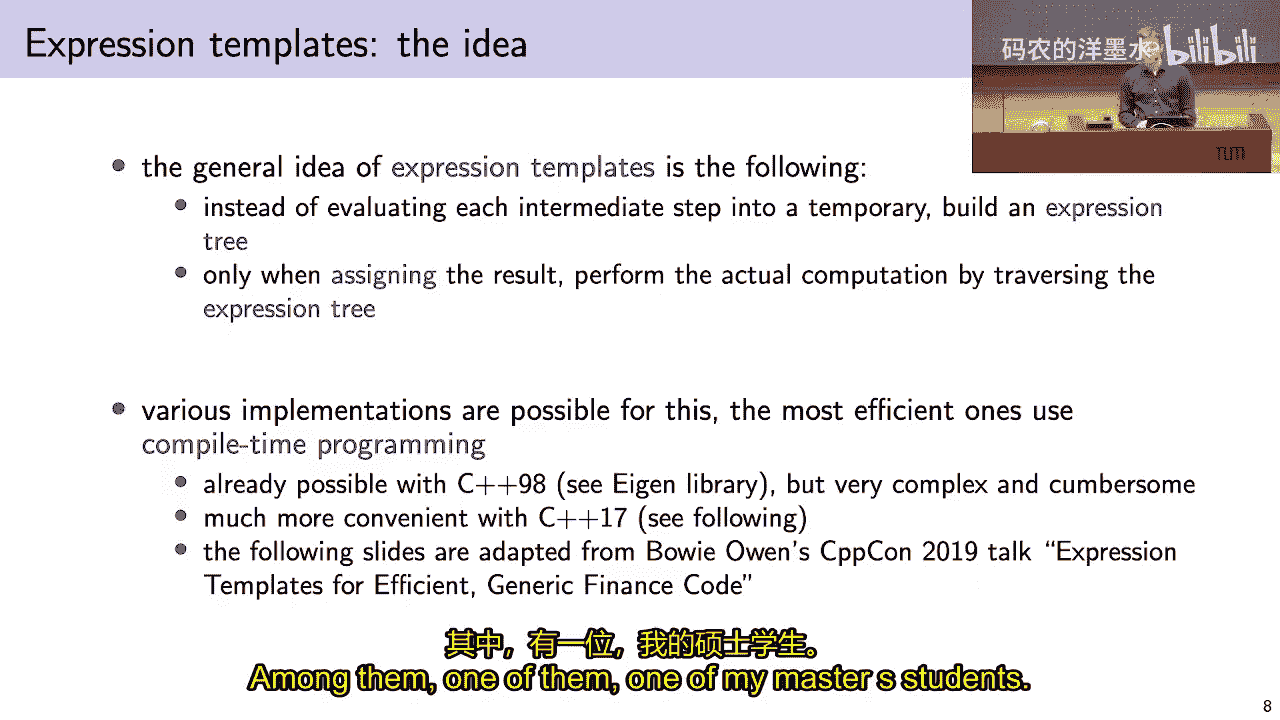 Expression templates: the idea
码农的洋墨水 bilibili
TUM
the general idea of expression templates is the following:
instead of evaluating each intermediate step into a temporary, build an expression
tree
only when assigning the result, perform the actual computation by traversing the
expression tree
various implementations are possible for this, the most efficient ones use
compile-time programming
already possible with C++98 (see Eigen library), but very complex and cumbersome
much more convenient with C++17 (see following)
the following slides are adapted from Bowie Owen's CppCon 2019 talk “Expression
Templates for Efficient, Generic Finance Code”
其中，有一位，我的硕士学生。
Among them, one of them, one of my master s students.
8